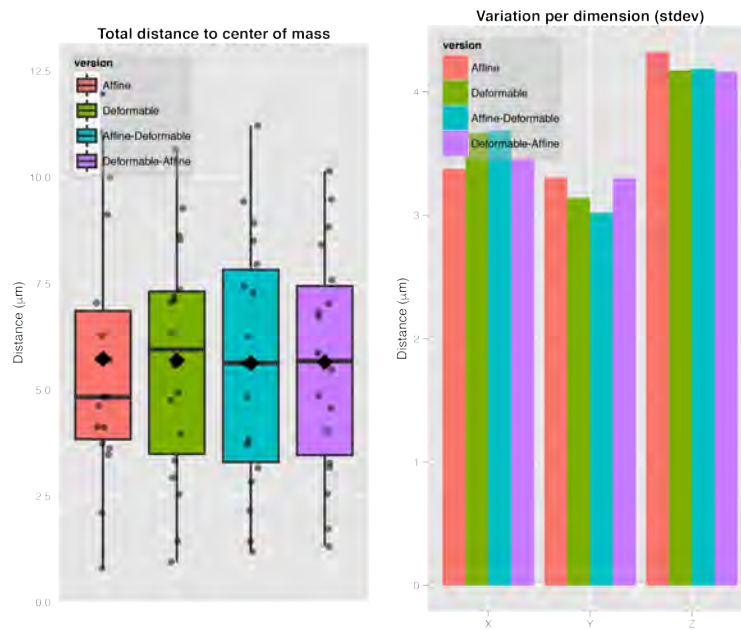 Total distance to center of mass
version
Affine
Deformable
Affine-Deformable
Deformable-Affine
Distance (μm)
12.5
10.0
7.5
5.0
2.5
0.0
Variation per dimension (stdev)
version
Affine
Deformable
Affine-Deformable
Deformable-Affine
Distance (μm)
4
3
2
1
0
X
Y
Z